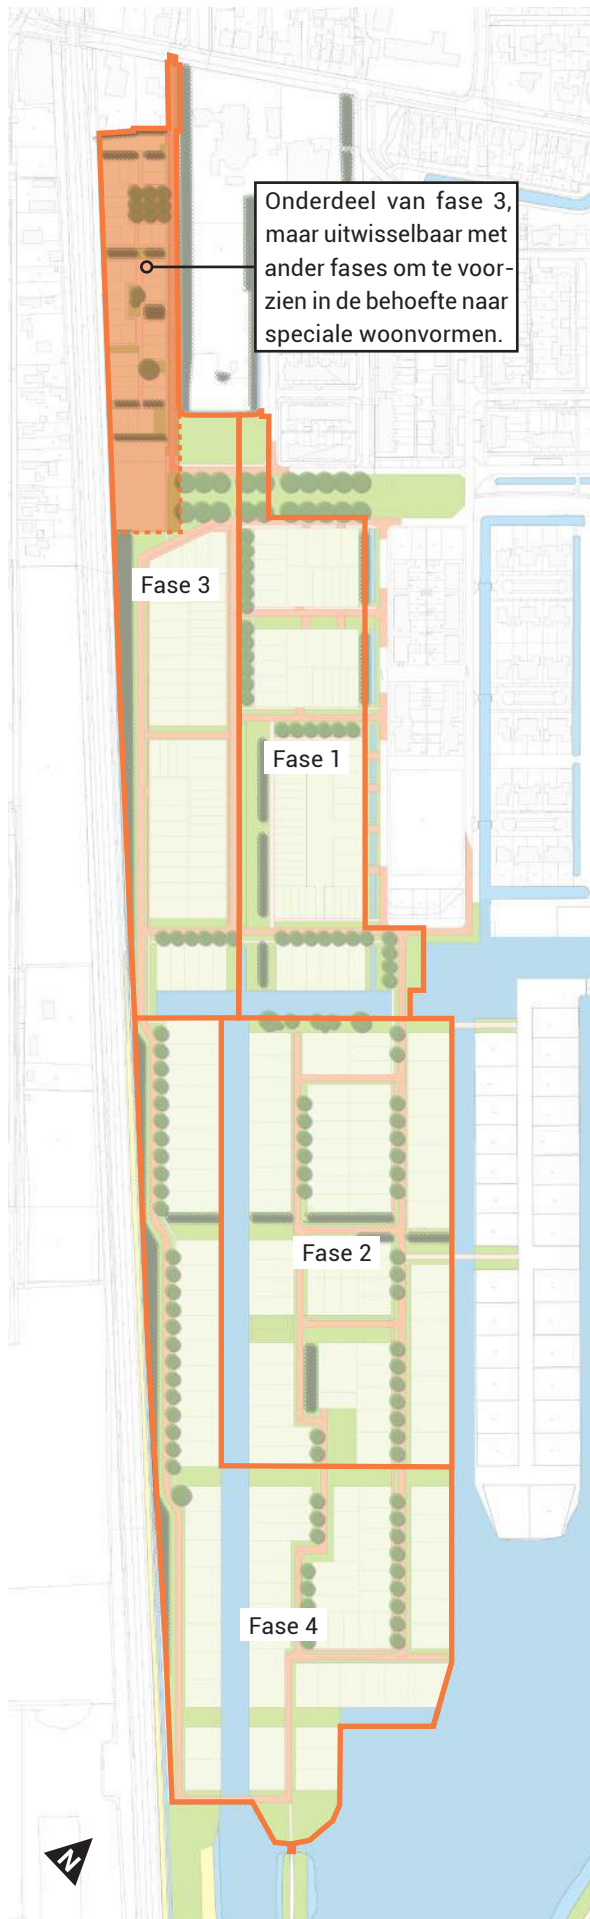 Onderdeel van fase 3,
maar uitwisselbaar met
ander fases om te voor-
zien in de behoefte naar
speciale woonvormen.
Fase 3
Fase 1
Fase 2
Fase 4
N